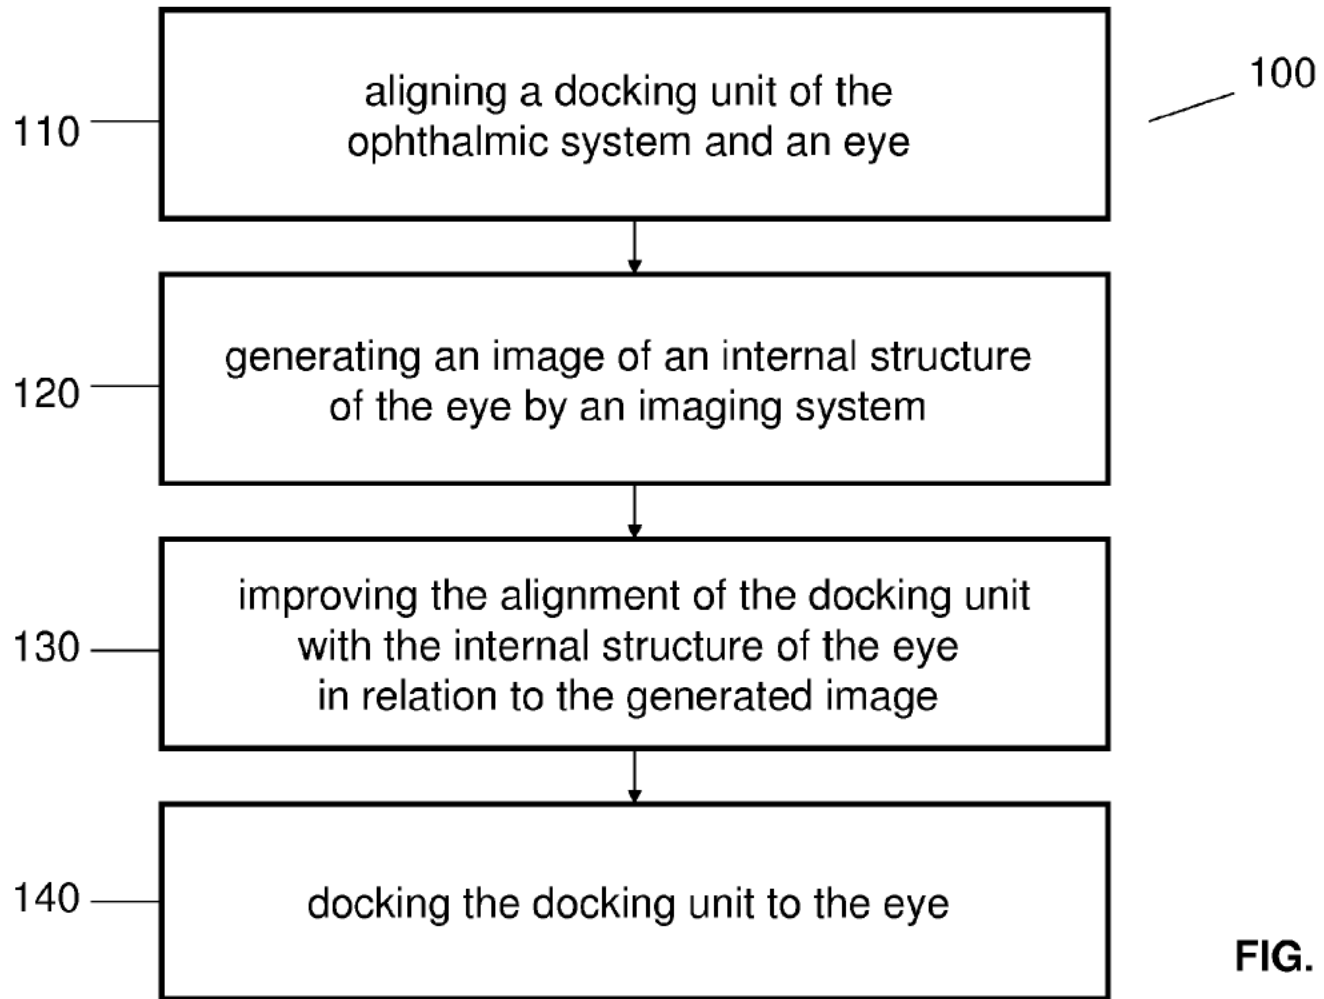 aligning a docking unit of the
ophthalmic system and an eye
100
110
generating an image of an internal structure
of the eye by an imaging system
120
improving the alignment of the docking unit
with the internal structure of the eye
in relation to the generated image
130
docking the docking unit to the eye
140
FIG.